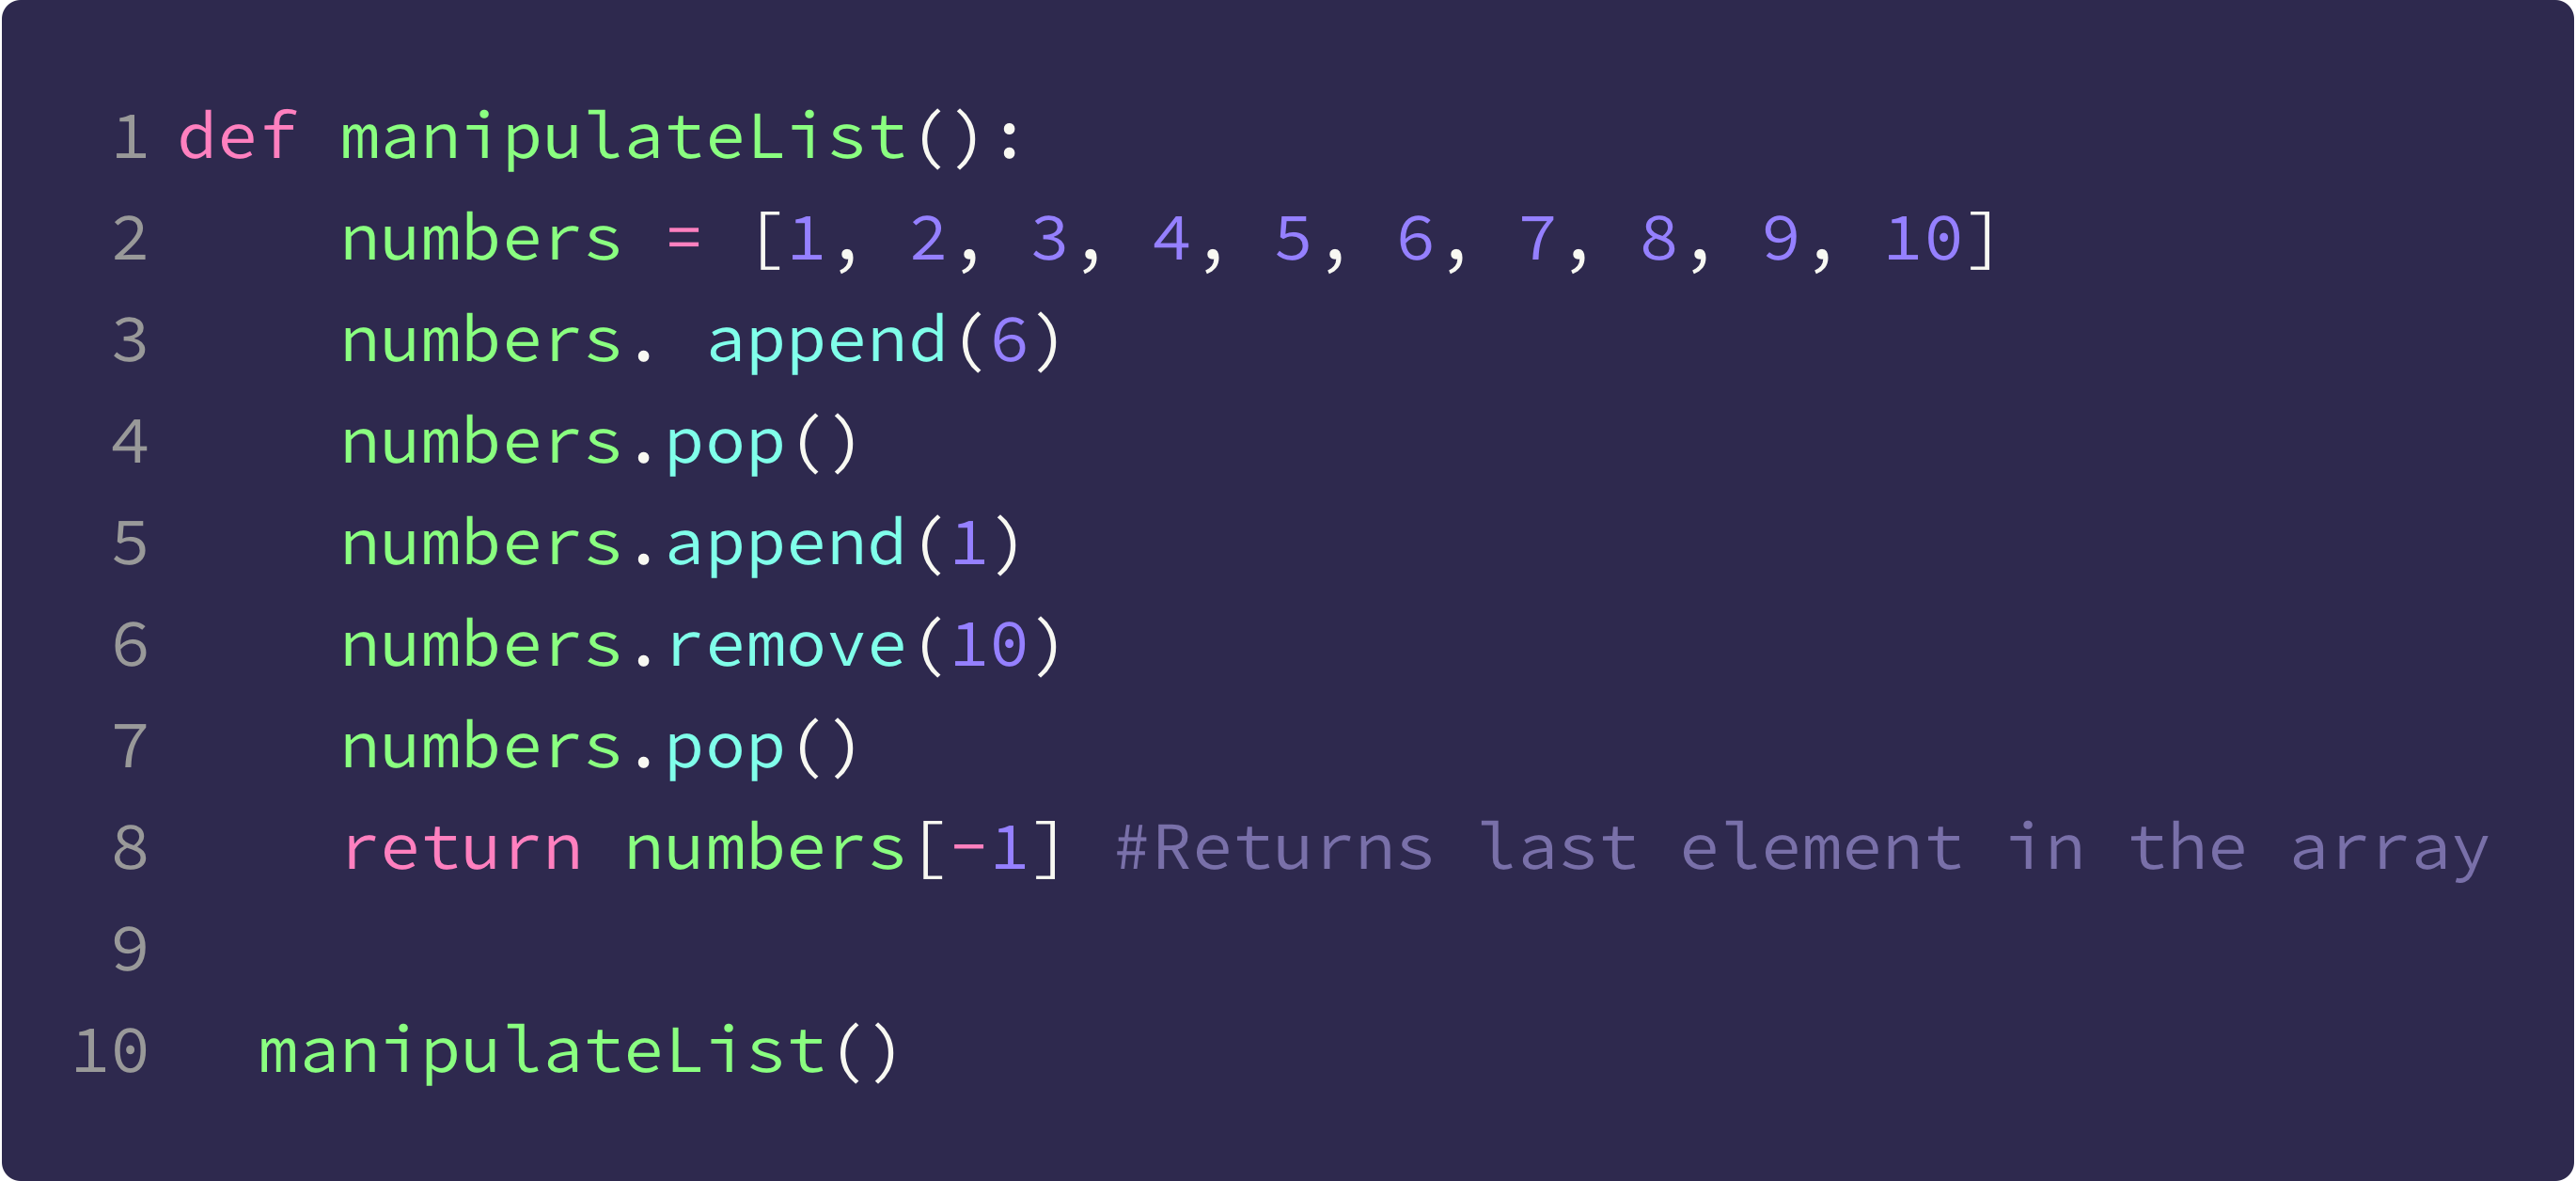 1 def manipulateList():
2     numbers = [1, 2, 3, 4, 5, 6, 7, 8, 9, 10]
3     numbers. append(6)
4     numbers.pop()
5     numbers.append(1)
6     numbers.remove(10)
7     numbers.pop()
8     return numbers[-1] #Returns last element in the array
9
10   manipulateList()